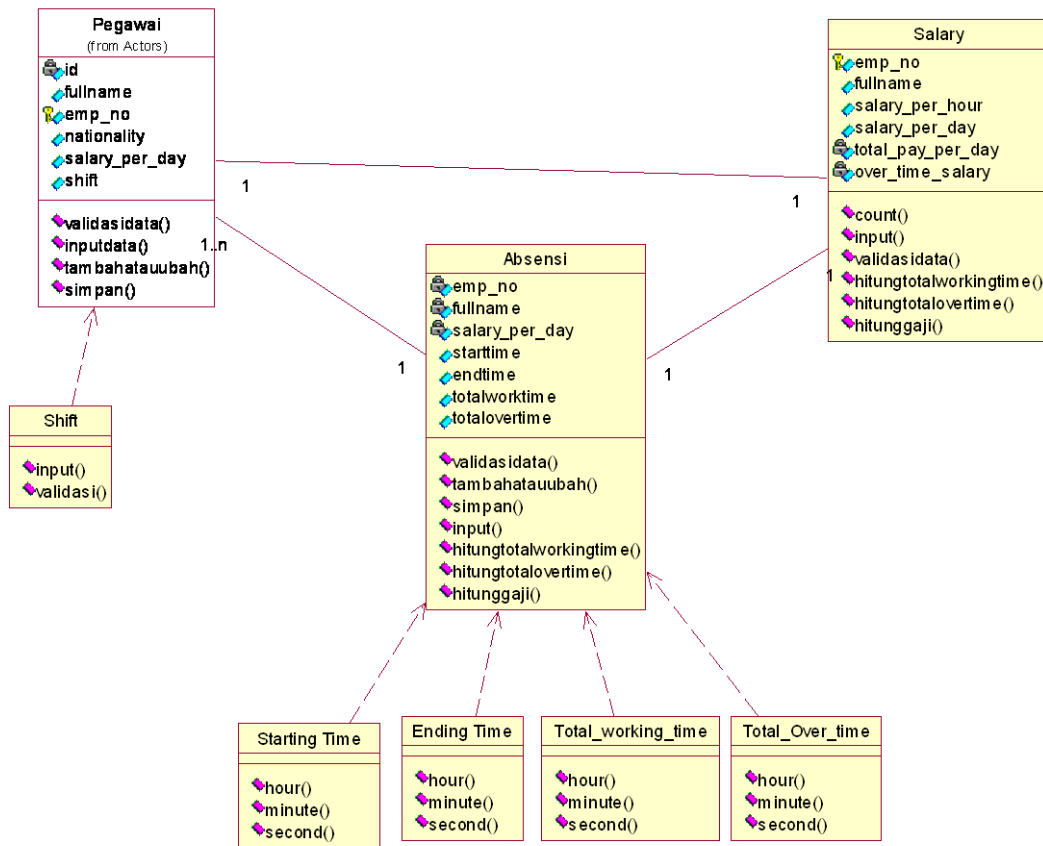 Pegawai
(from Actors)
id
fullname
emp_no
nationality
salary_per_day
shift
validasidata()
inputdata()
tambahatauubah()
simpan()
Salary
emp_no
fullname
salary_per_hour
salary_per_day
total_pay_per_day
over_time_salary
count()
input()
validasidata()
hitungtotalworkingtime()
hitungtotalovertime()
hitunggaji()
1
1
1..n
1
1
1
Absensi
emp_no
fullname
salary_per_day
starttime
endtime
totalworktime
totalovertime
validasidata()
tambahatauubah()
simpan()
input()
hitungtotalworkingtime()
hitungtotalovertime()
hitunggaji()
Shift
input()
validasi()
Starting Time
hour()
minute()
second()
Ending Time
hour()
minute()
second()
Total_working_time
hour()
minute()
second()
Total_Over_time
hour()
minute()
second()